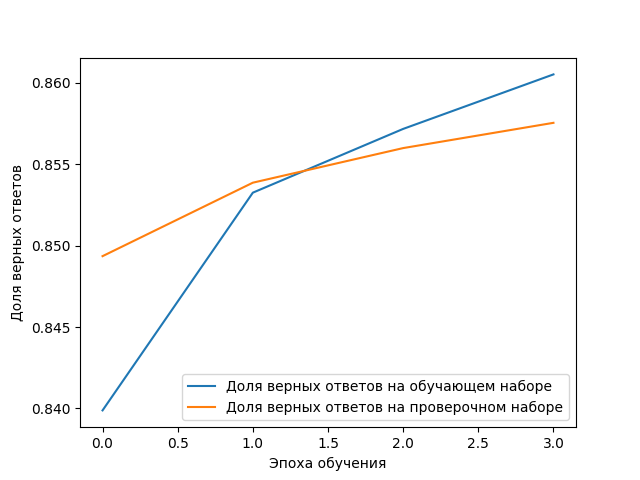 0.860
0.855
0.850
0.845
0.840
Доля верных ответов
Доля верных ответов на обучающем наборе
Доля верных ответов на проверочном наборе
0.0 0.5 1.0 1.5 2.0 2.5 3.0
Эпоха обучения